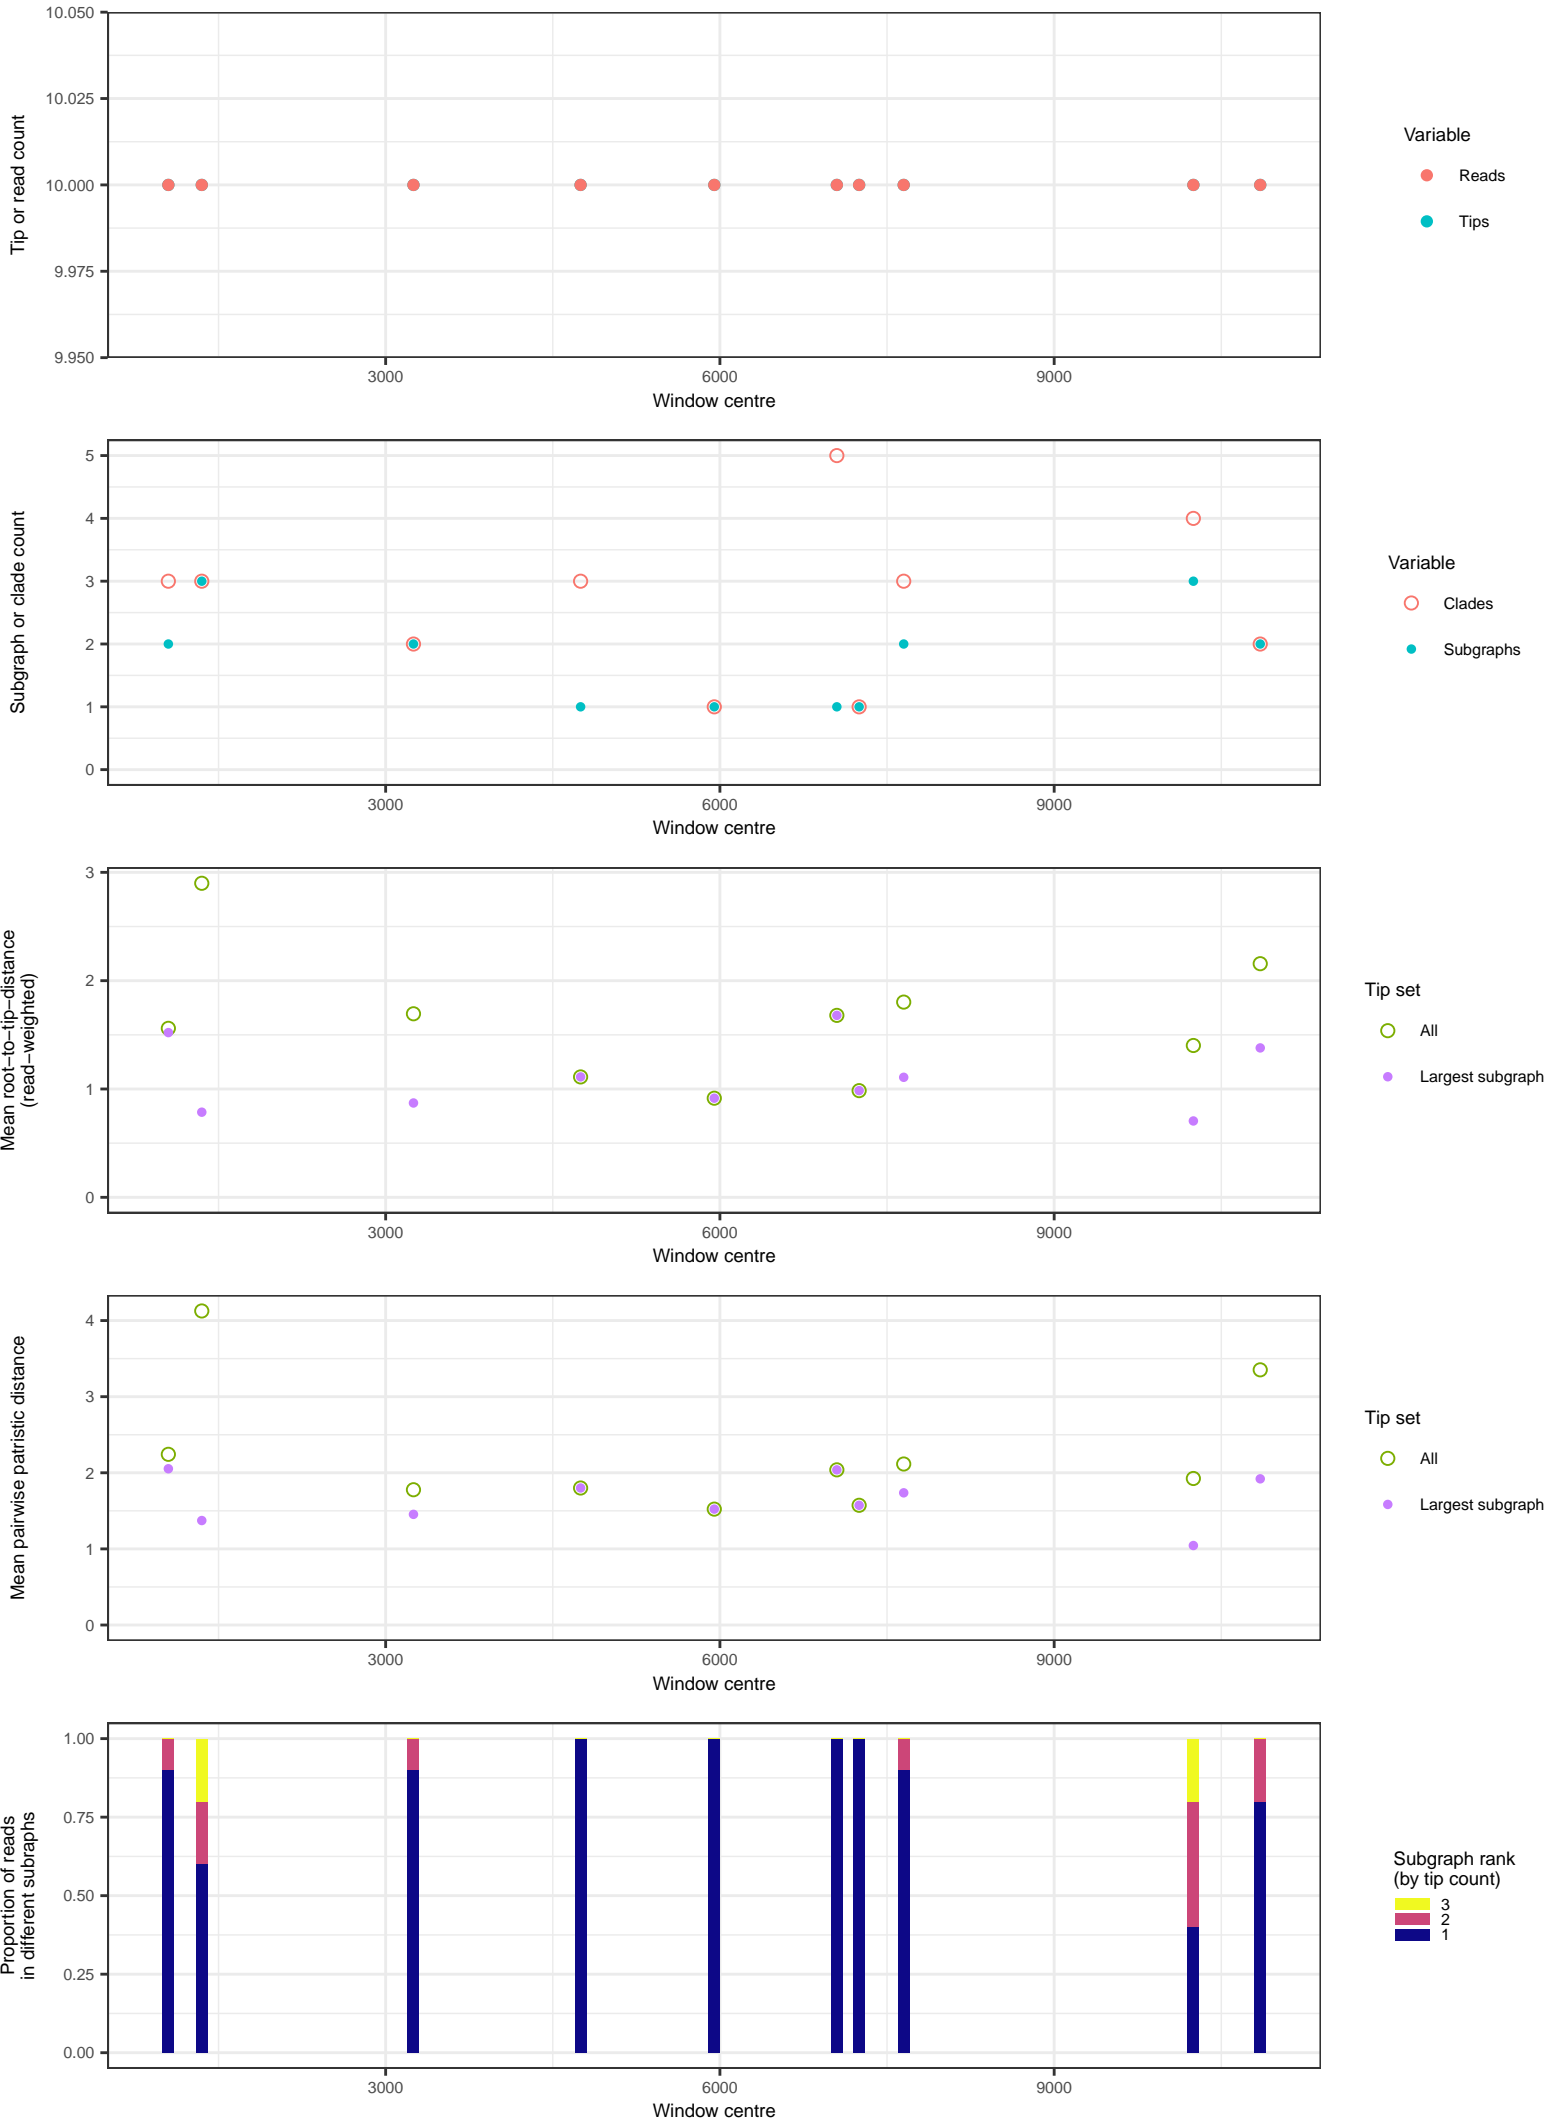 10.050
10.025
10.000
9.975
9.950
Tip or read count
3000
6000
9000
Window centre
Variable
Reads
Tips
5
4
3
2
1
0
Subgraph or clade count
3000
6000
9000
Window centre
Variable
Clades
Subgraphs
3
2
1
0
Mean root−to−tip−distance
(read−weighted)
3000
6000
9000
Window centre
Tip set
All
Largest subgraph
4
3
2
1
0
Mean pairwise patristic distance
3000
6000
9000
Window centre
Tip set
All
Largest subgraph
1.00
0.75
0.50
0.25
0.00
Proportion of reads
in different subraphs
3000
6000
9000
Window centre
Subgraph rank
(by tip count)
3
2
1